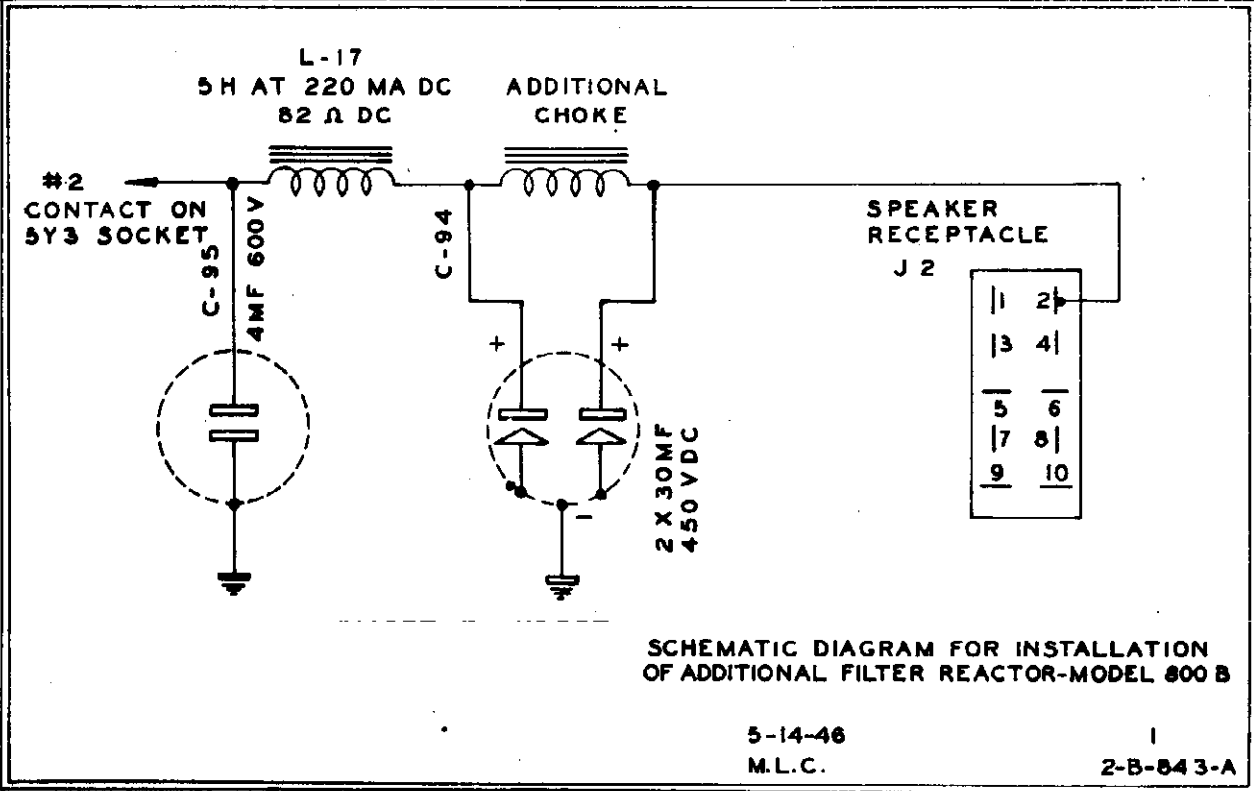 L-17
5H AT 220 MA DC
82 Ω DC
ADDITIONAL
CHOKE
#2
CONTACT ON
5Y3 SOCKET
C-95
4MF 600V
C-94
SPEAKER
RECEPTACLE
J 2
1 2
3 4
5 6
7 8
9 10
+ +
-
2 X 30MF
450 VDC
SCHEMATIC DIAGRAM FOR INSTALLATION
OF ADDITIONAL FILTER REACTOR-MODEL 800 B
5-14-46 1
M.L.C. 2-B-843-A